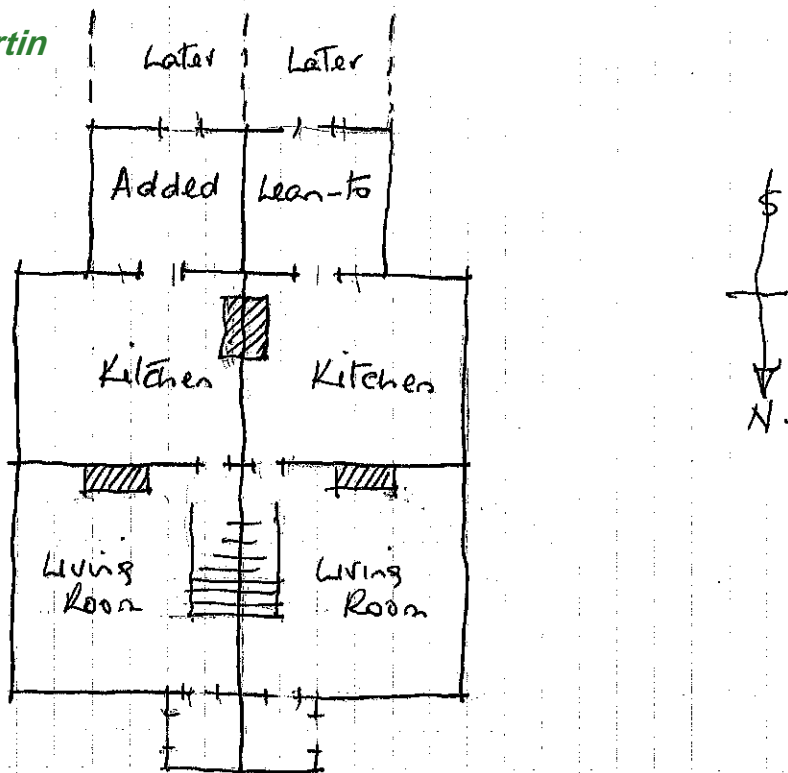 rtin
Later Later
Added Lean-to
S
Kitchen Kitchen
N.
Living Living
Room Room